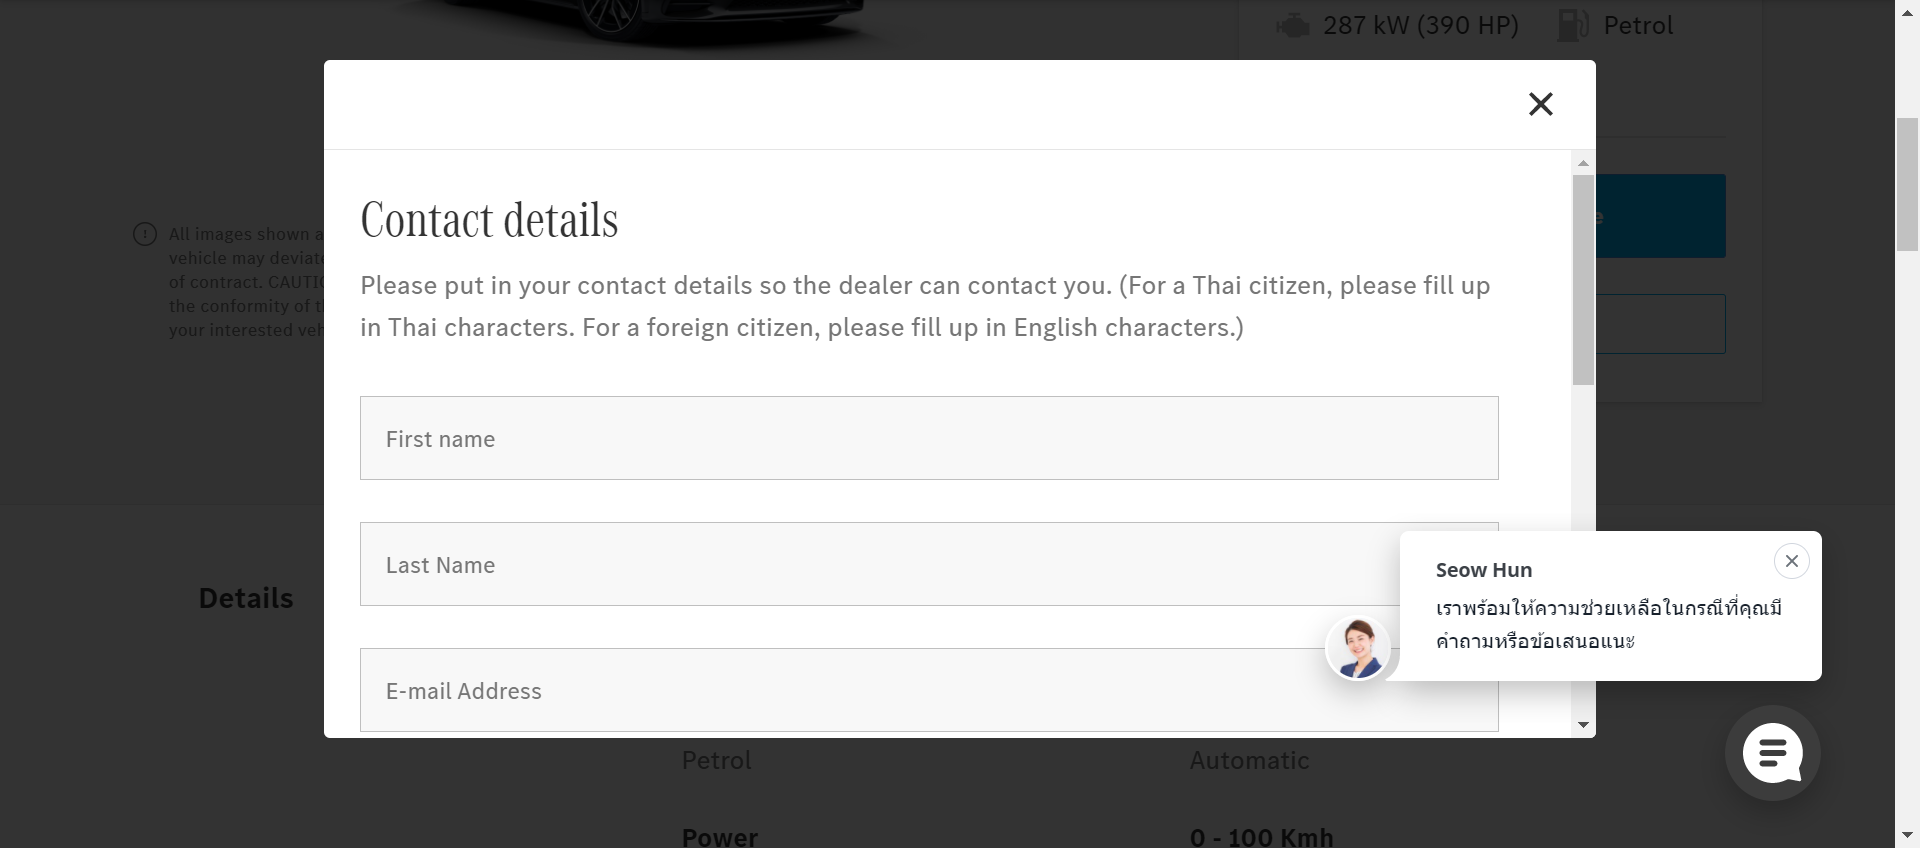 287 kW (390 HP)
Petrol
Contact details
Please put in your contact details so the dealer can contact you. (For a Thai citizen, please fill up
in Thai characters. For a foreign citizen, please fill up in English characters.)
First name
Last Name
E-mail Address
All images shown
vehicle may
of contract.
the conformity of
your interested
Details
Seow Hun
เราพร้อมให้ความช่วยเหลือในกรณีที่คุณมี
คำถามหรือข้อเสนอแนะ
Petrol
Automatic
Power
0 - 100 Kmh